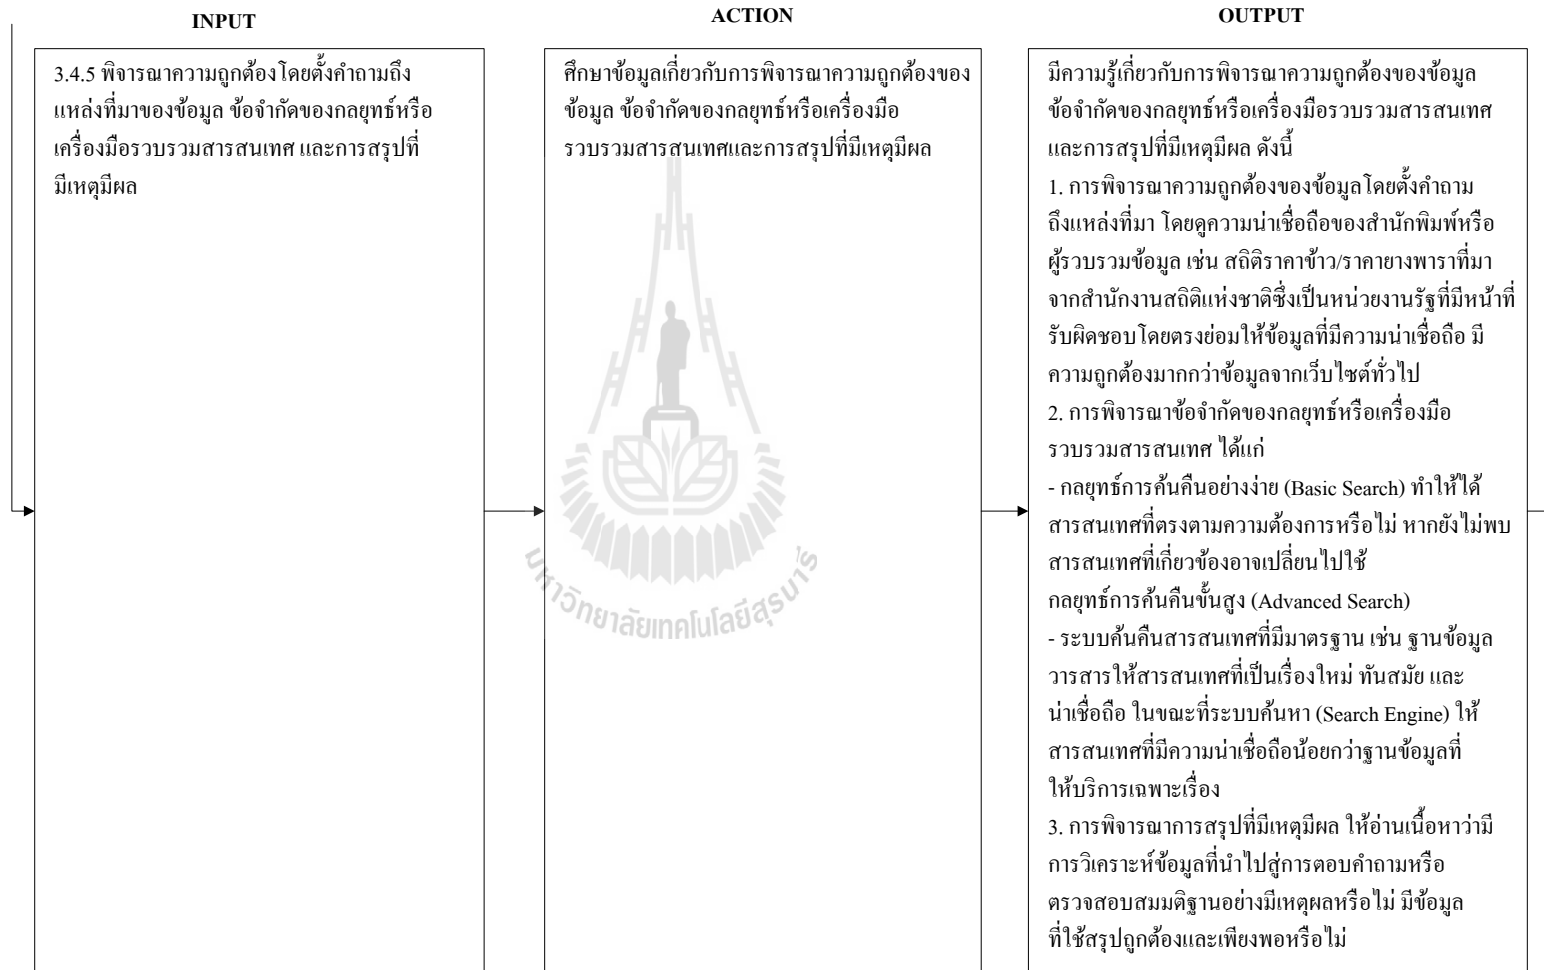 INPUT
ACTION
OUTPUT
3.4.5 พิจารณาความถูกต้องโดยตั้งคำถามถึง
แหล่งที่มาของข้อมูล ข้อจำกัดของกลยุทธ์หรือ
เครื่องมือรวบรวมสารสนเทศ และการสรุปที่
มีเหตุมีผล
ศึกษาข้อมูลเกี่ยวกับการพิจารณาความถูกต้องของ
ข้อมูล ข้อจำกัดของกลยุทธ์หรือเครื่องมือ
รวบรวมสารสนเทศและการสรุปที่มีเหตุมีผล
มีความรู้เกี่ยวกับการพิจารณาความถูกต้องของข้อมูล
ข้อจำกัดของกลยุทธ์หรือเครื่องมือรวบรวมสารสนเทศ
และการสรุปที่มีเหตุมีผล ดังนี้
1. การพิจารณาความถูกต้องของข้อมูลโดยตั้งคำถาม
ถึงแหล่งที่มา โดยดูความน่าเชื่อถือของสำนักพิมพ์หรือ
ผู้รวบรวมข้อมูล เช่น สถิติราคาข้าว/ราคายางพาราที่มา
จากสำนักงานสถิติแห่งชาติซึ่งเป็นหน่วยงานรัฐที่มีหน้าที่
รับผิดชอบโดยตรงย่อมให้ข้อมูลที่มีความน่าเชื่อถือ มี
ความถูกต้องมากกว่าข้อมูลจากเว็บไซต์ทั่วไป
2. การพิจารณาข้อจำกัดของกลยุทธ์หรือเครื่องมือ
รวบรวมสารสนเทศ ได้แก่
- กลยุทธ์การค้นคืนอย่างง่าย (Basic Search) ทำให้ได้
สารสนเทศที่ตรงตามความต้องการหรือไม่ หากยังไม่พบ
สารสนเทศที่เกี่ยวข้องอาจเปลี่ยนไปใช้
กลยุทธ์การค้นคืนขั้นสูง (Advanced Search)
- ระบบค้นคืนสารสนเทศที่มีมาตรฐาน เช่น ฐานข้อมูล
วารสารให้สารสนเทศที่เป็นเรื่องใหม่ ทันสมัย และ
น่าเชื่อถือ ในขณะที่ระบบค้นหา (Search Engine) ให้
สารสนเทศที่มีความน่าเชื่อถือน้อยกว่าฐานข้อมูลที่
ให้บริการเฉพาะเรื่อง
3. การพิจารณาการสรุปที่มีเหตุมีผล ให้อ่านเนื้อหาว่ามี
การวิเคราะห์ข้อมูลที่นำไปสู่การตอบคำถามหรือ
ตรวจสอบสมมติฐานอย่างมีเหตุผลหรือไม่ มีข้อมูล
ที่ใช้สรุปถูกต้องและเพียงพอหรือไม่
มหาวิทยาลัยเทคโนโลยีสุรนารี